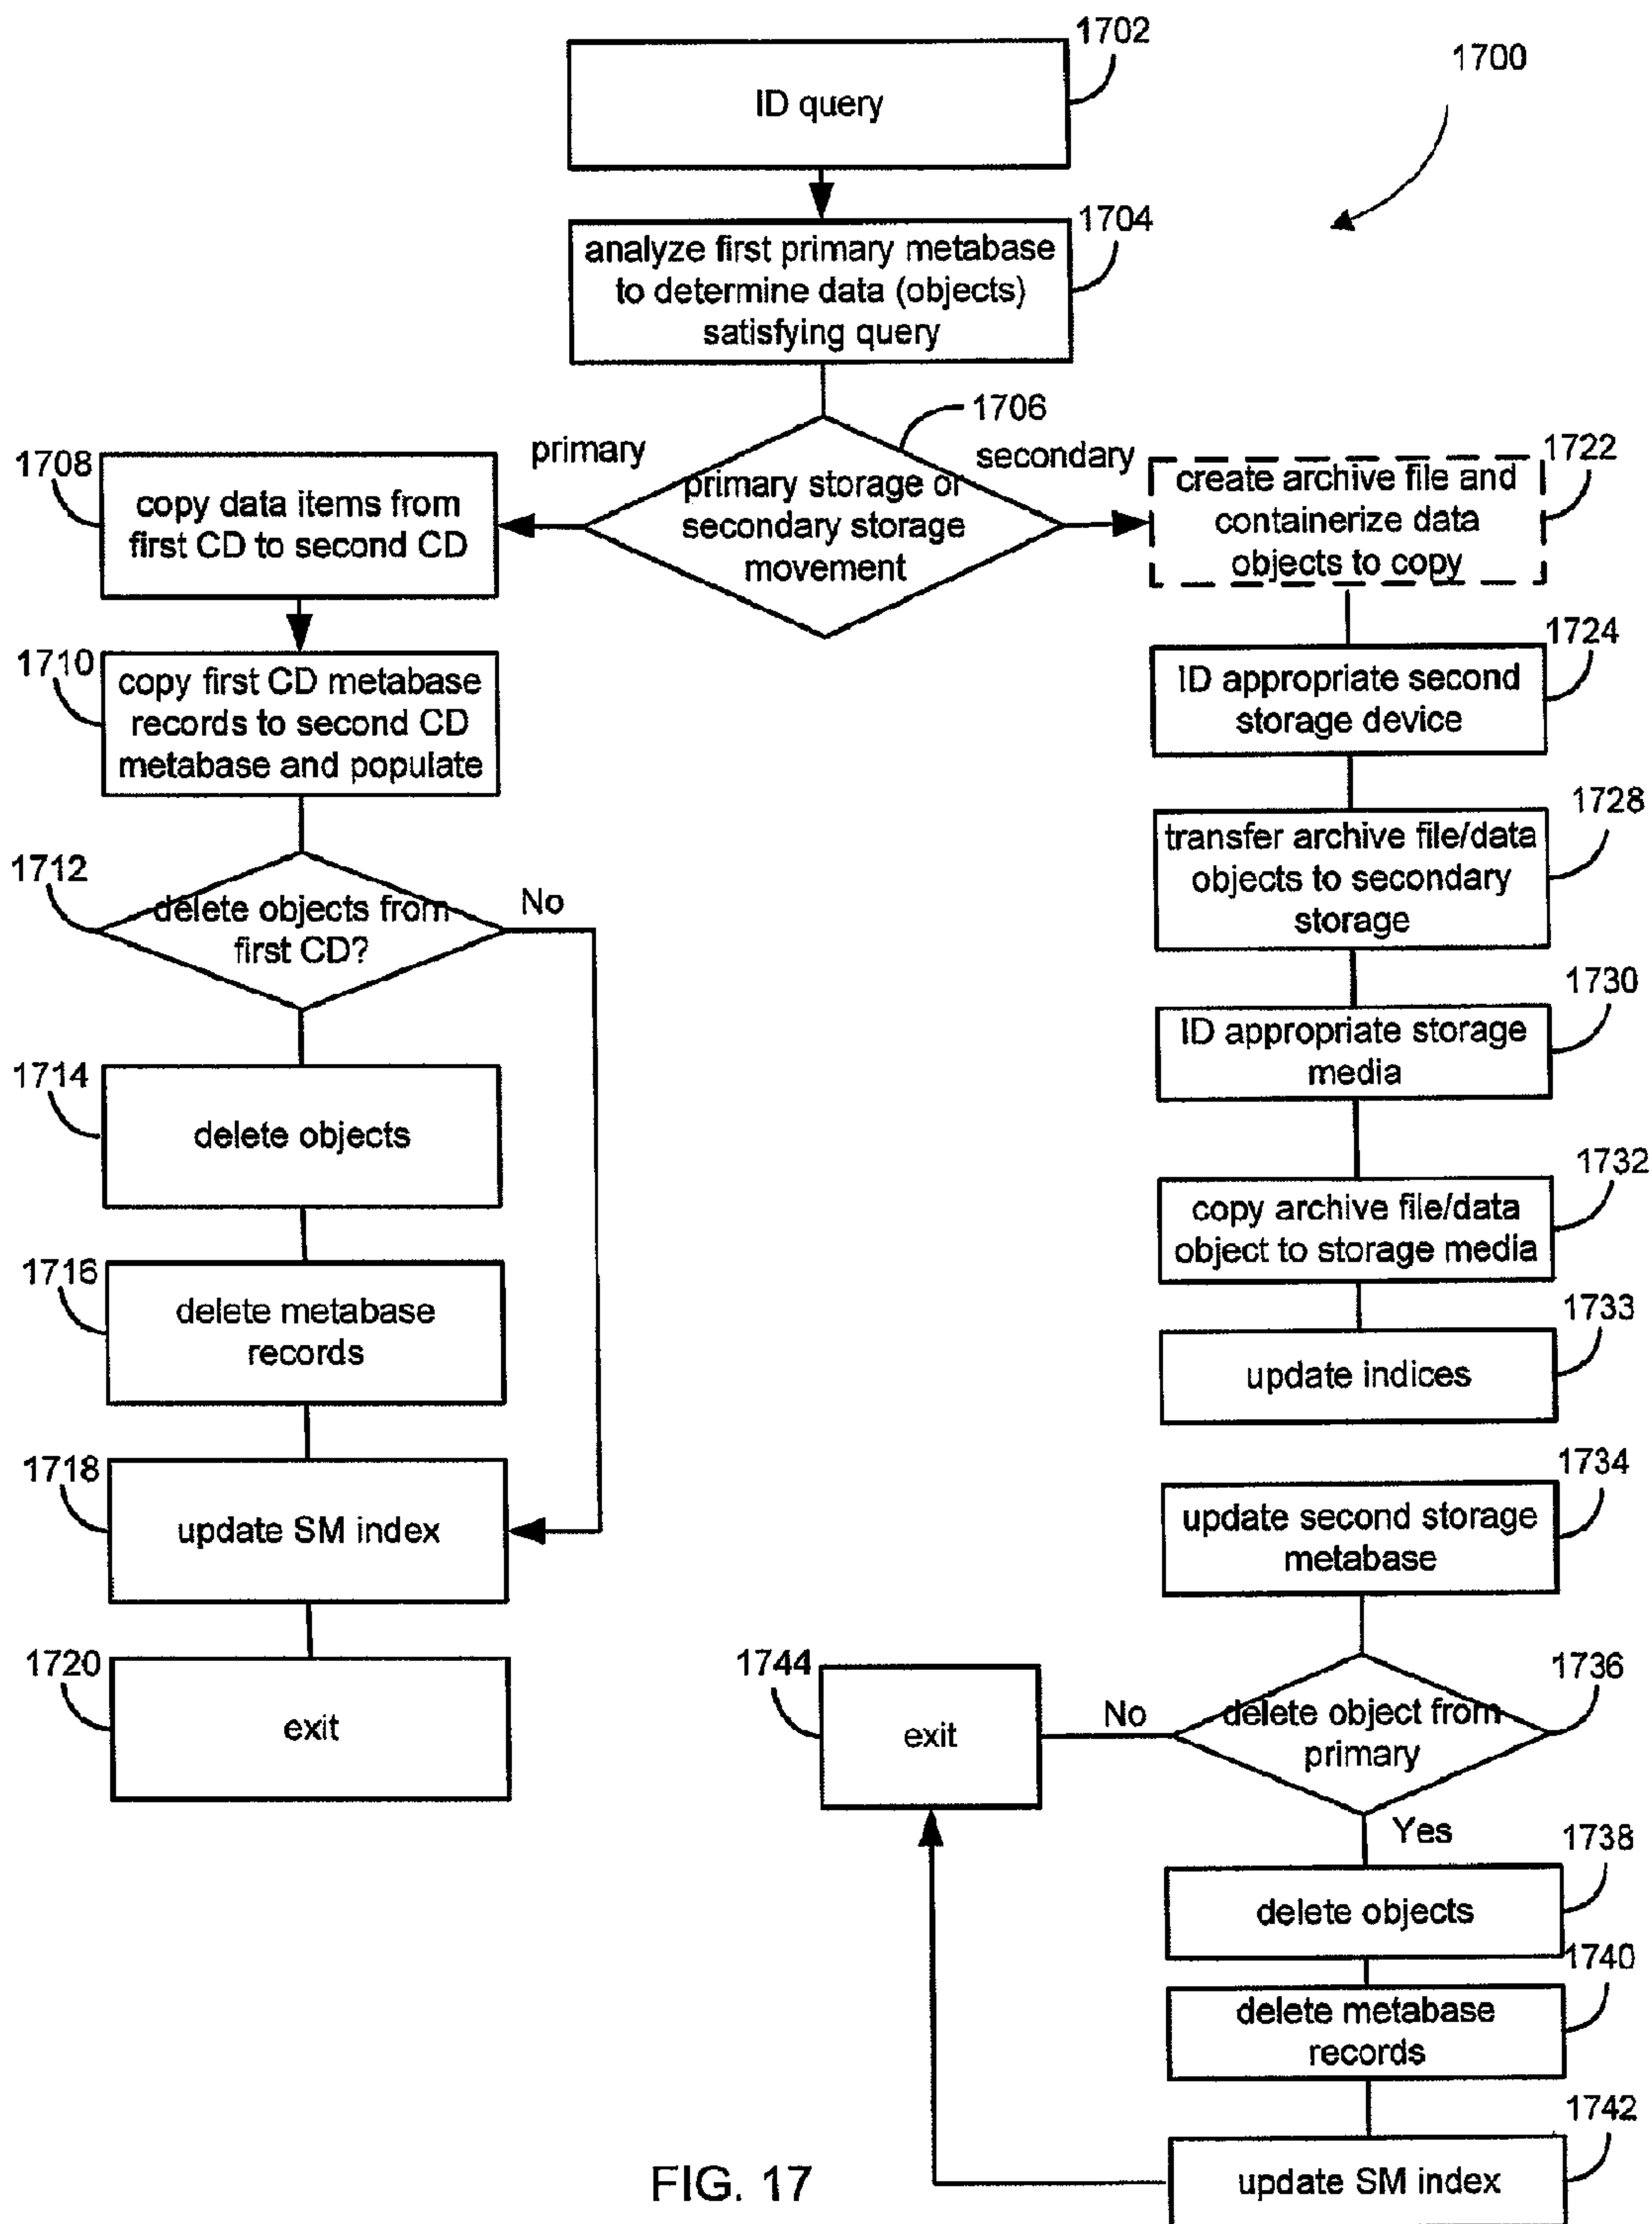 1702
1700
ID query
1704
analyze first primary metabase
to determine data (objects)
satisfying query
1706
primary
secondary
primary storage or
secondary storage
movement
1708
copy data items from
first CD to second CD
1710
copy first CD metabase
records to second CD
metabase and populate
1712
delete objects from
first CD?
No
1714
delete objects
1716
delete metabase
records
1718
update SM index
1720
exit
1722
create archive file and
containerize data
objects to copy
1724
ID appropriate second
storage device
1728
transfer archive file/data
objects to secondary
storage
1730
ID appropriate storage
media
1732
copy archive file/data
object to storage media
1733
update indices
1734
update second storage
metabase
1736
delete object from
primary
No
1744
exit
Yes
1738
delete objects
1740
delete metabase
records
1742
update SM index
FIG. 17